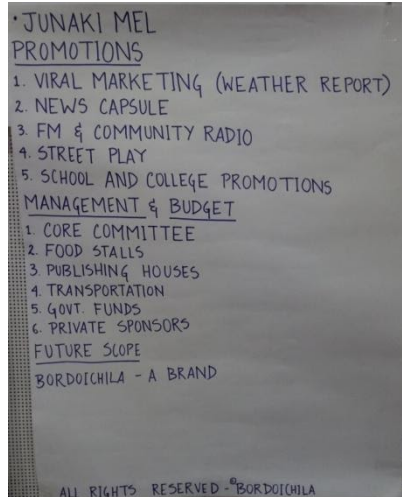 · JUNAKI MEL
PROMOTIONS
1. VIRAL MARKETING (WEATHER REPORT)
2. NEWS CAPSULE
3. FM & COMMUNITY RADIO
4. STREET PLAY
5. SCHOOL AND COLLEGE PROMOTIONS
MANAGEMENT & BUDGET
1. CORE COMMITTEE
2. FOOD STALLS
3. PUBLISHING HOUSES
4. TRANSPORTATION
5. GOVT. FUNDS
6. PRIVATE SPONSORS
FUTURE SCOPE
BORDOICHILA - A BRAND
ALL RIGHTS RESERVED - ©BORDOICHILA